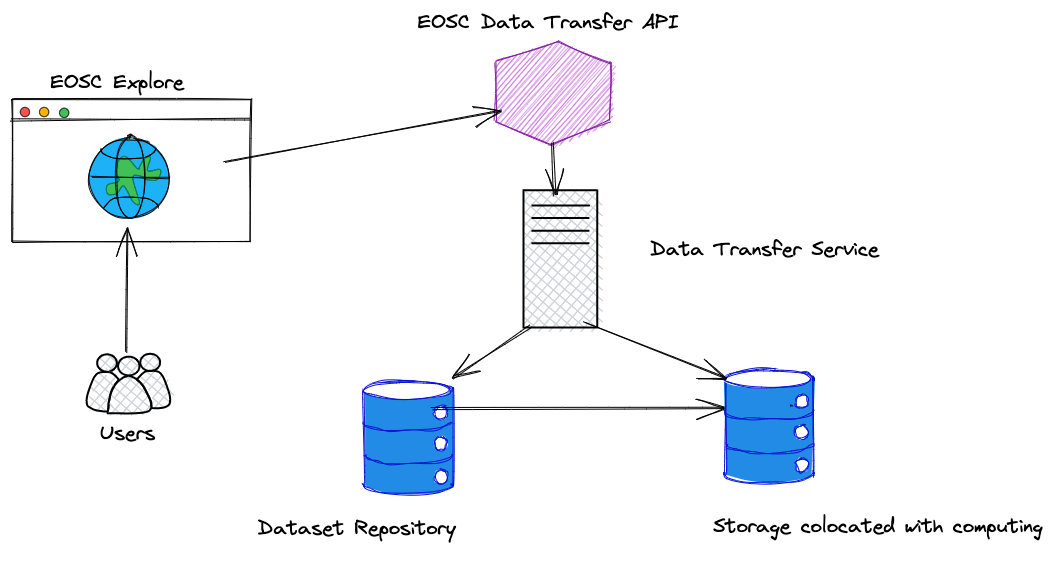 EOSC Data Transfer API
EOSC Explore
Data Transfer Service
Users
Dataset Repository
Storage colocated with computing